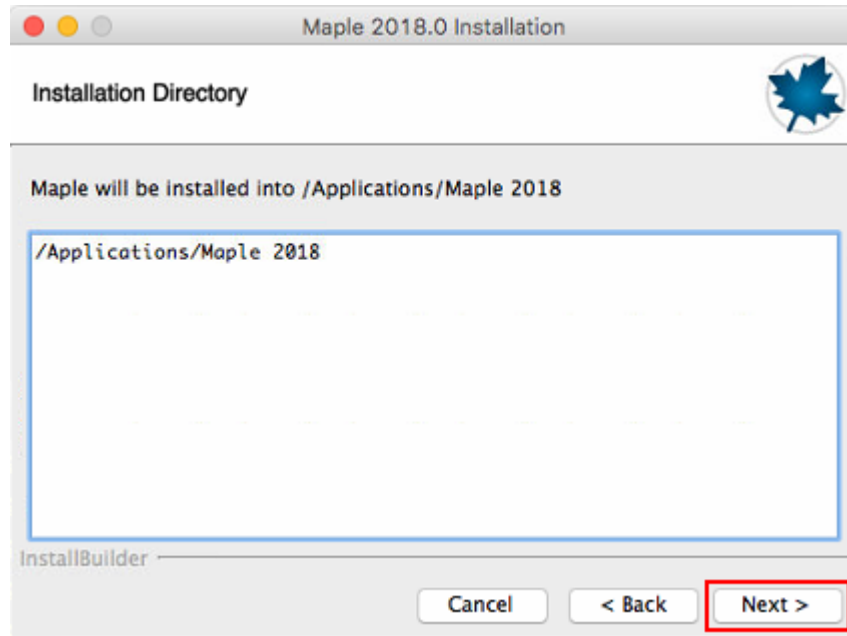 Maple 2018.0 Installation
Installation Directory
Maple will be installed into /Applications/Maple 2018
/Applications/Maple 2018
InstallBuilder
Cancel
< Back
Next >